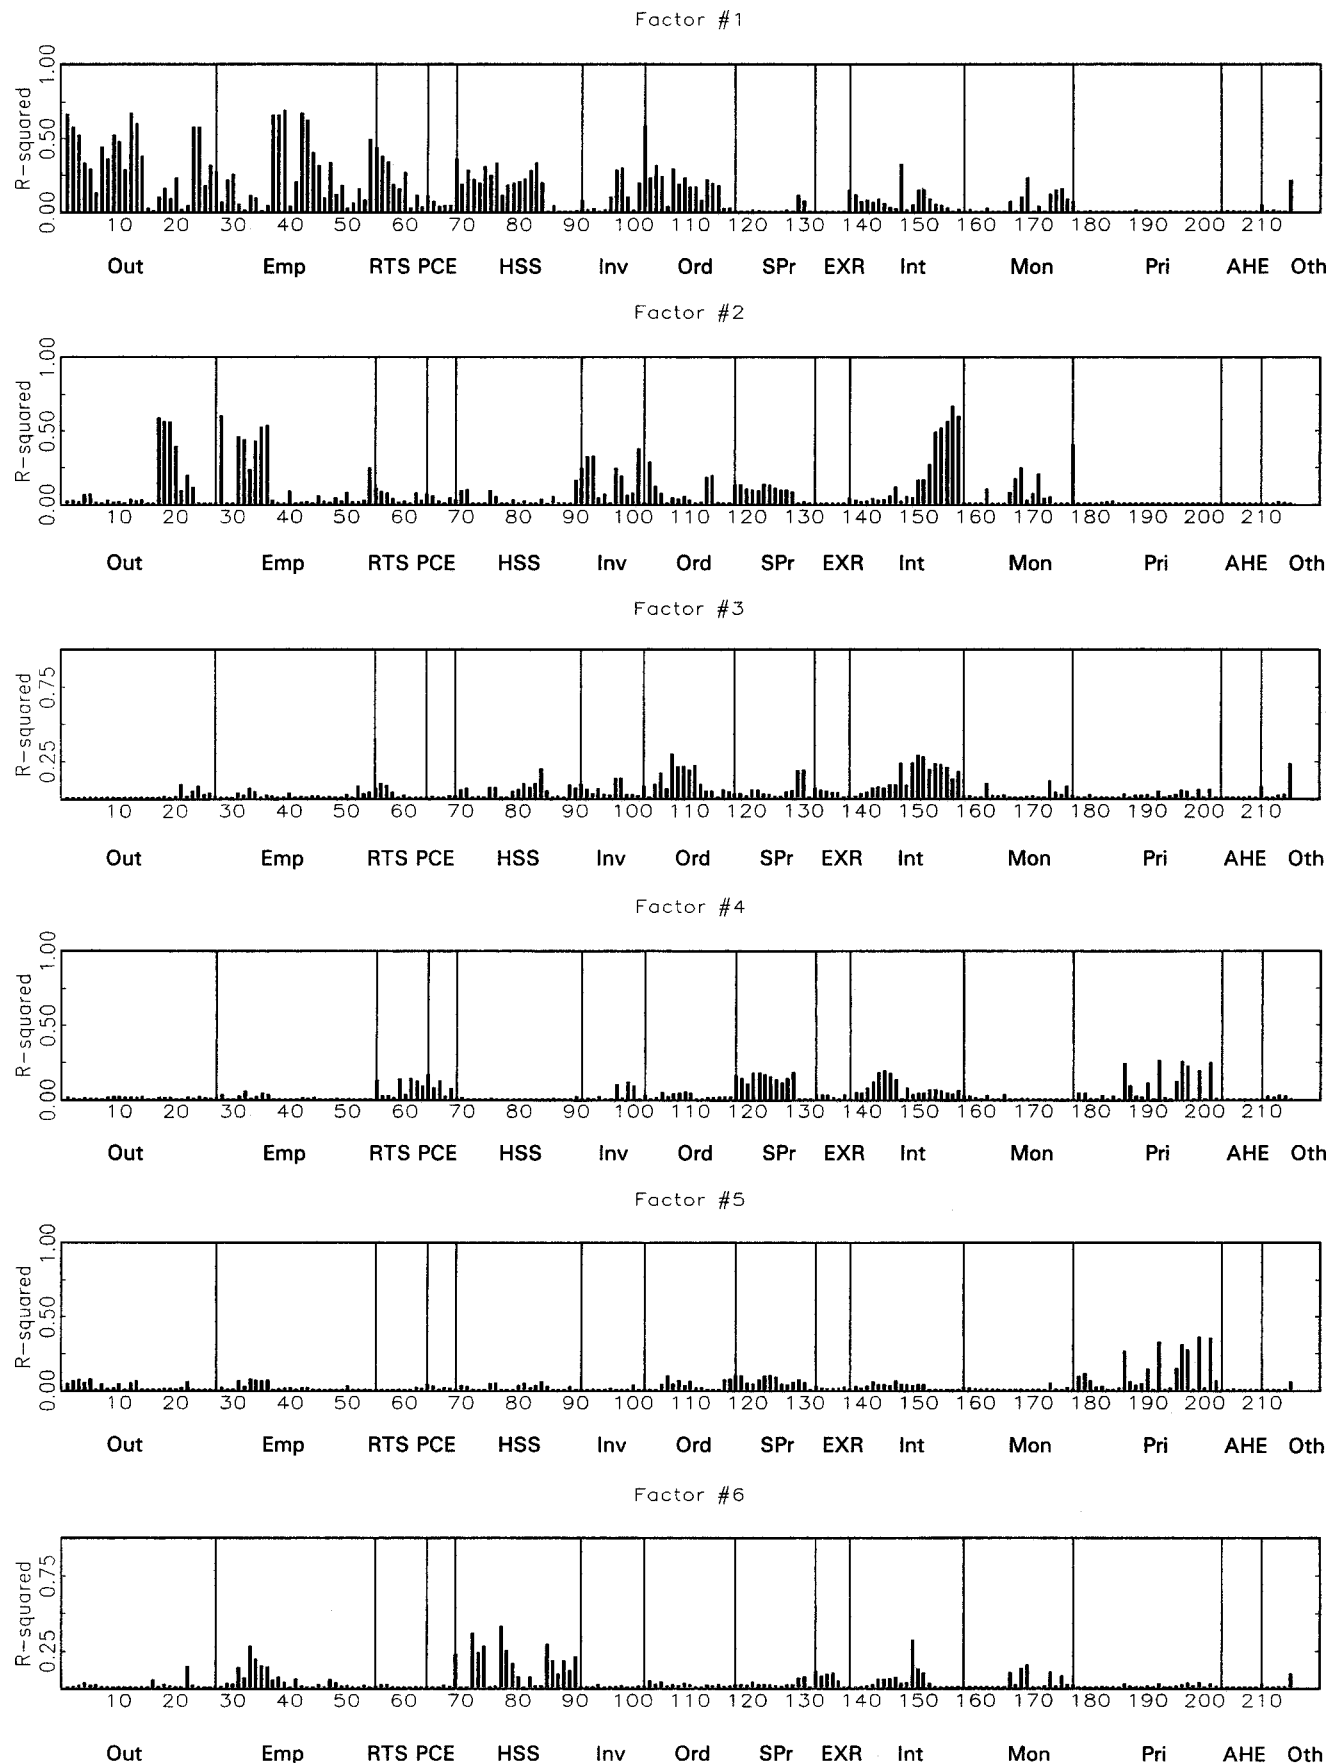 Factor #1
R-squared
0.00 0.50 1.00
10 20 30 40 50 60 70 80 90 100 110 120 130 140 150 160 170 180 190 200 210
Out Emp RTS PCE HSS Inv Ord SPr EXR Int Mon Pri AHE Oth
Factor #2
R-squared
0.00 0.50 1.00
10 20 30 40 50 60 70 80 90 100 110 120 130 140 150 160 170 180 190 200 210
Out Emp RTS PCE HSS Inv Ord SPr EXR Int Mon Pri AHE Oth
Factor #3
R-squared
0.25 0.75
10 20 30 40 50 60 70 80 90 100 110 120 130 140 150 160 170 180 190 200 210
Out Emp RTS PCE HSS Inv Ord SPr EXR Int Mon Pri AHE Oth
Factor #4
R-squared
0.00 0.50 1.00
10 20 30 40 50 60 70 80 90 100 110 120 130 140 150 160 170 180 190 200 210
Out Emp RTS PCE HSS Inv Ord SPr EXR Int Mon Pri AHE Oth
Factor #5
R-squared
0.00 0.50 1.00
10 20 30 40 50 60 70 80 90 100 110 120 130 140 150 160 170 180 190 200 210
Out Emp RTS PCE HSS Inv Ord SPr EXR Int Mon Pri AHE Oth
Factor #6
R-squared
0.25 0.75
10 20 30 40 50 60 70 80 90 100 110 120 130 140 150 160 170 180 190 200 210
Out Emp RTS PCE HSS Inv Ord SPr EXR Int Mon Pri AHE Oth